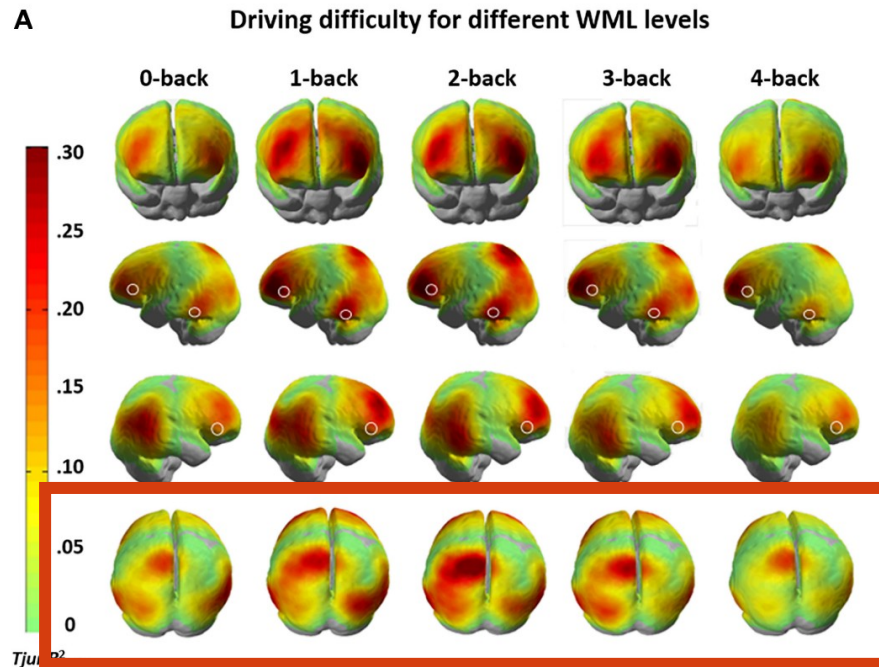 A
Driving difficulty for different WML levels
0-back 1-back 2-back 3-back 4-back
.30
.25
.20
.15
.10
.05
0